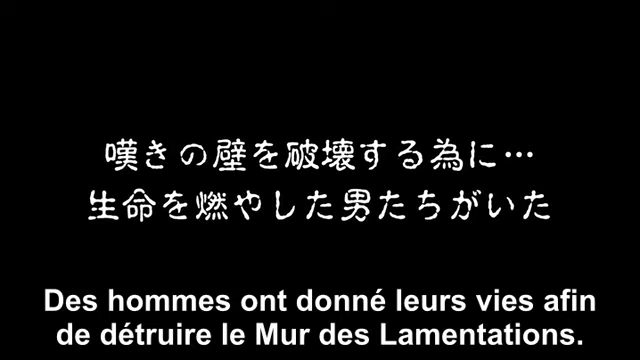 嘆きの壁を破壊する為に…
生命を燃やした男たちがいた
Des hommes ont donné leurs vies afin
de détruire le Mur des Lamentations.